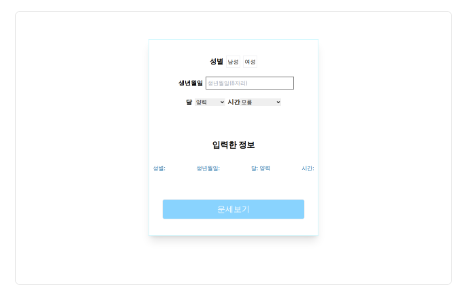 성별 남성 여성
생년월일 생년월일(6자리)
달 양력 시간 모름
입력한 정보
성별: 생년월일: 달: 양력 시간:
운세보기